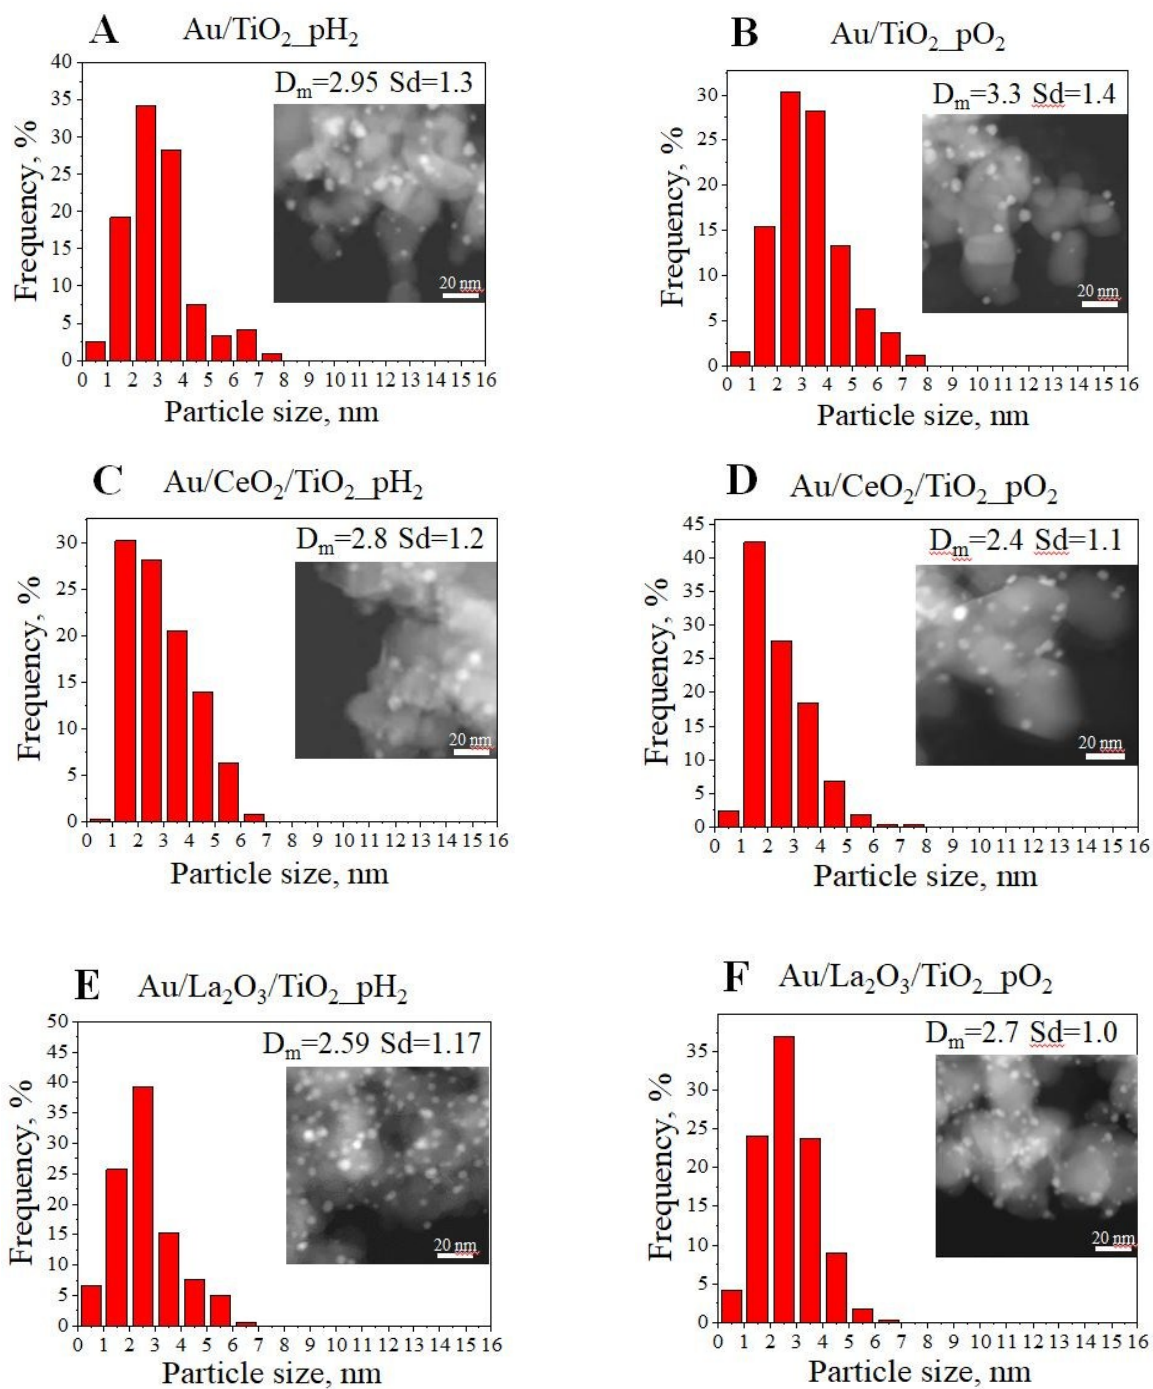 A Au/TiO₂_pH₂
Dₘ=2.95 Sd=1.3
Frequency, %
40
35
30
25
20
15
10
5
0
20 nm
0 1 2 3 4 5 6 7 8 9 10 11 12 13 14 15 16
Particle size, nm
B Au/TiO₂_pO₂
Dₘ=3.3 Sd=1.4
Frequency, %
30
25
20
15
10
5
0
20 nm
0 1 2 3 4 5 6 7 8 9 10 11 12 13 14 15 16
Particle size, nm
C Au/CeO₂/TiO₂_pH₂
Dₘ=2.8 Sd=1.2
Frequency, %
30
25
20
15
10
5
0
20 nm
0 1 2 3 4 5 6 7 8 9 10 11 12 13 14 15 16
Particle size, nm
D Au/CeO₂/TiO₂_pO₂
Dₘ=2.4 Sd=1.1
Frequency, %
45
40
35
30
25
20
15
10
5
0
20 nm
0 1 2 3 4 5 6 7 8 9 10 11 12 13 14 15 16
Particle size, nm
E Au/La₂O₃/TiO₂_pH₂
Dₘ=2.59 Sd=1.17
Frequency, %
50
45
40
35
30
25
20
15
10
5
0
20 nm
0 1 2 3 4 5 6 7 8 9 10 11 12 13 14 15 16
Particle size, nm
F Au/La₂O₃/TiO₂_pO₂
Dₘ=2.7 Sd=1.0
Frequency, %
35
30
25
20
15
10
5
0
20 nm
0 1 2 3 4 5 6 7 8 9 10 11 12 13 14 15 16
Particle size, nm